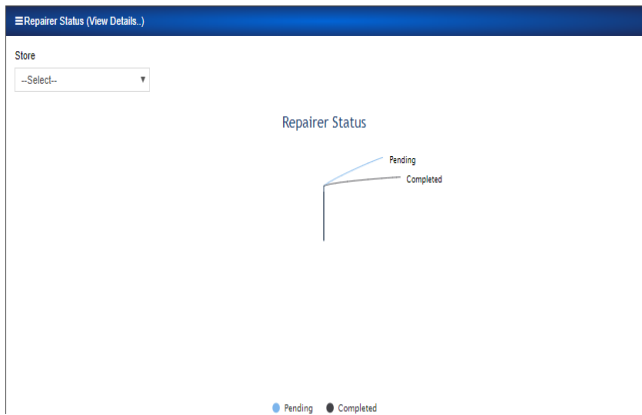 Repairer Status (View Details..)
Store
--Select--
Repairer Status
Pending
Completed
Pending Completed